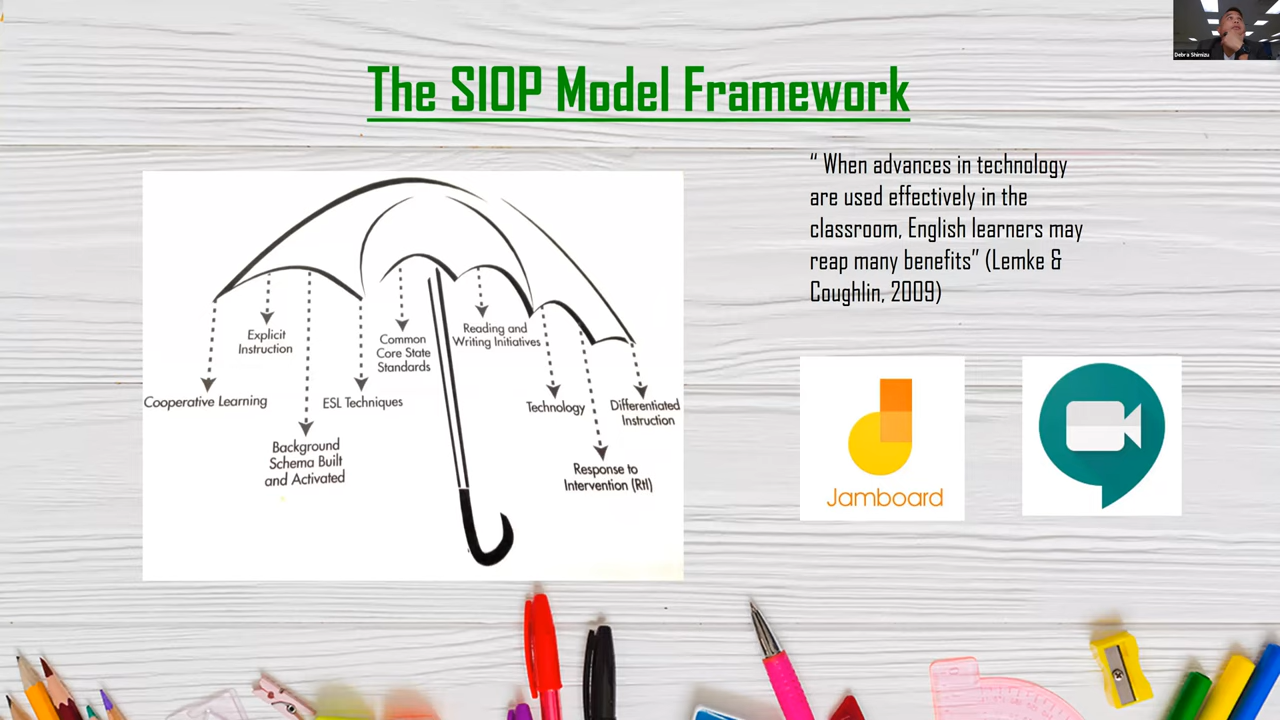 Debra Shimizu
The SIOP Model Framework
“ When advances in technology
are used effectively in the
classroom, English learners may
reap many benefits” (Lemke &
Coughlin, 2009)
Explicit
Instruction
Common
Core State
Standards
Reading and
Writing Initiatives
Cooperative Learning
ESL Techniques
Technology
Differentiated
Instruction
Background
Schema Built
and Activated
Response to
Intervention (RtI)
Jamboard